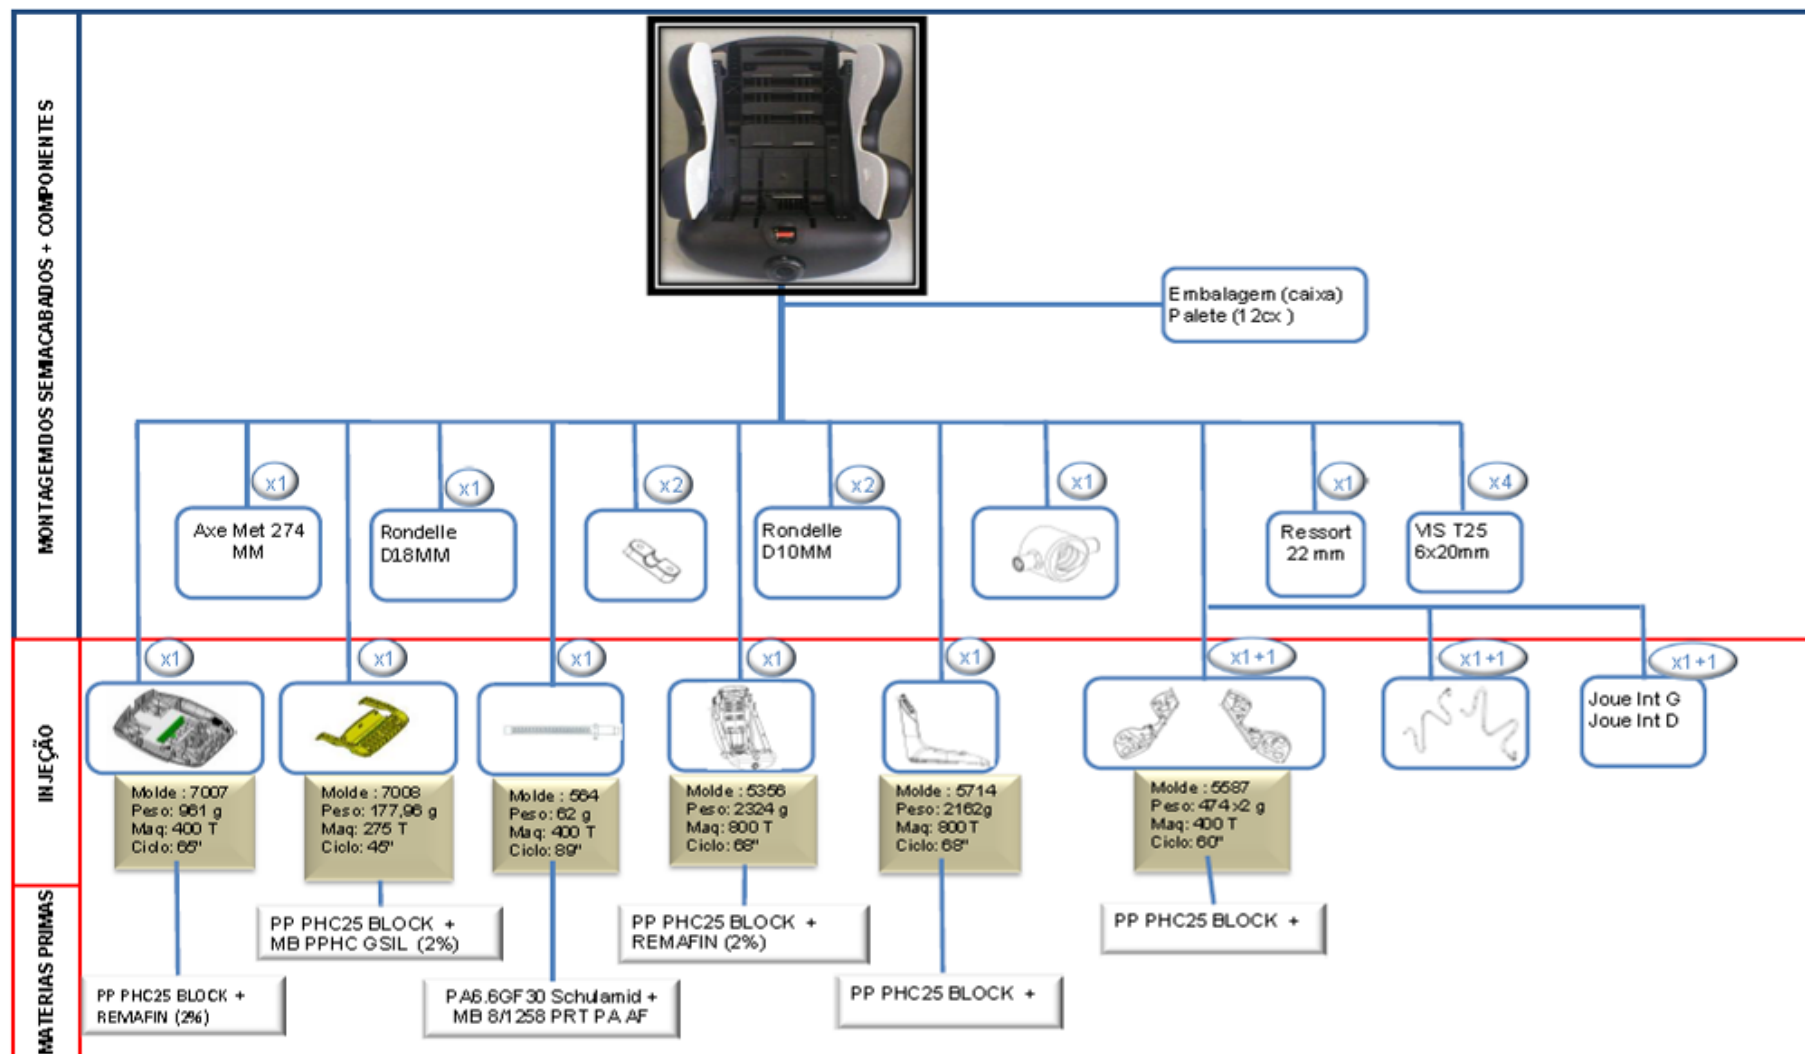 MONTAGEMDOS SEMIACABADOS + COMPONENTES
Embalagem (caixa)
Palete (12cx )
x1
x1
x2
x2
x1
x1
x4
Axe Met 274
MM
Rondelle
D18MM
Rondelle
D10MM
Ressort
22 mm
VIS T25
6x20mm
INJEÇÃO
x1
x1
x1
x1
x1
x1+1
x1+1
x1+1
Joue Int G
Joue Int D
Molde : 7007
Peso: 961 g
Maq: 400 T
Ciclo: 65"
Molde : 7008
Peso: 177,96 g
Maq: 275 T
Ciclo: 45"
Molde : 564
Peso: 62 g
Maq: 400 T
Ciclo: 89"
Molde : 5356
Peso: 2324 g
Maq: 800 T
Ciclo: 68"
Molde : 5714
Peso: 2162g
Maq: 800T
Ciclo: 68"
Molde : 5587
Peso: 474 x2 g
Maq: 400 T
Ciclo: 60"
MATERIAS PRIMAS
PP PHC25 BLOCK +
REMAFIN (2%)
PP PHC25 BLOCK +
MB PPHC GSIL (2%)
PA6.6GF30 Schulamid +
MB 8/1258 PRT PA AF
PP PHC25 BLOCK +
REMAFIN (2%)
PP PHC25 BLOCK +
PP PHC25 BLOCK +